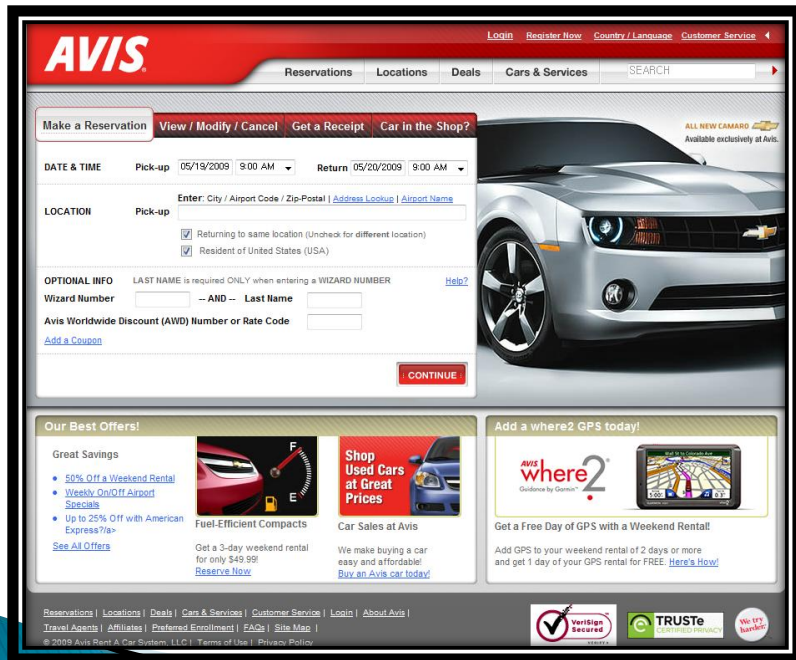 Login Register Now Country / Language Customer Service
AVIS
Reservations Locations Deals Cars & Services SEARCH
Make a Reservation View / Modify / Cancel Get a Receipt Car in the Shop?
ALL NEW CAMARO
Available exclusively at Avis.
DATE & TIME Pick-up 05/19/2009 9:00 AM Return 05/20/2009 9:00 AM
Enter: City / Airport Code / Zip-Postal | Address Lookup | Airport Name
LOCATION Pick-up
Returning to same location (Uncheck for different location)
Resident of United States (USA)
OPTIONAL INFO LAST NAME is required ONLY when entering a WIZARD NUMBER Help?
Wizard Number -- AND -- Last Name
Avis Worldwide Discount (AWD) Number or Rate Code
Add a Coupon
CONTINUE
Our Best Offers!
Great Savings
50% Off a Weekend Rental
Weekly On/Off Airport
Specials
Up to 25% Off with American
Express?/a>
See All Offers
F
E
Fuel-Efficient Compacts
Get a 3-day weekend rental
for only $49.99!
Reserve Now
Shop
Used Cars
at Great
Prices
Car Sales at Avis
We make buying a car
easy and affordable!
Buy an Avis car today!
Add a where2 GPS today!
AVIS
where2
Guidance by Garmin
Wall St to Colorado Ave
Get a Free Day of GPS with a Weekend Rental!
Add GPS to your weekend rental of 2 days or more
and get 1 day of your GPS rental for FREE. Here's How!
Reservations | Locations | Deals | Cars & Services | Customer Service | Login | About Avis |
Travel Agents | Affiliates | Preferred Enrollment | FAQs | Site Map |
© 2009 Avis Rent A Car System, LLC | Terms of Use | Privacy Policy
VeriSign
Secured
TRUSTe
CERTIFIED PRIVACY
We try
harder.